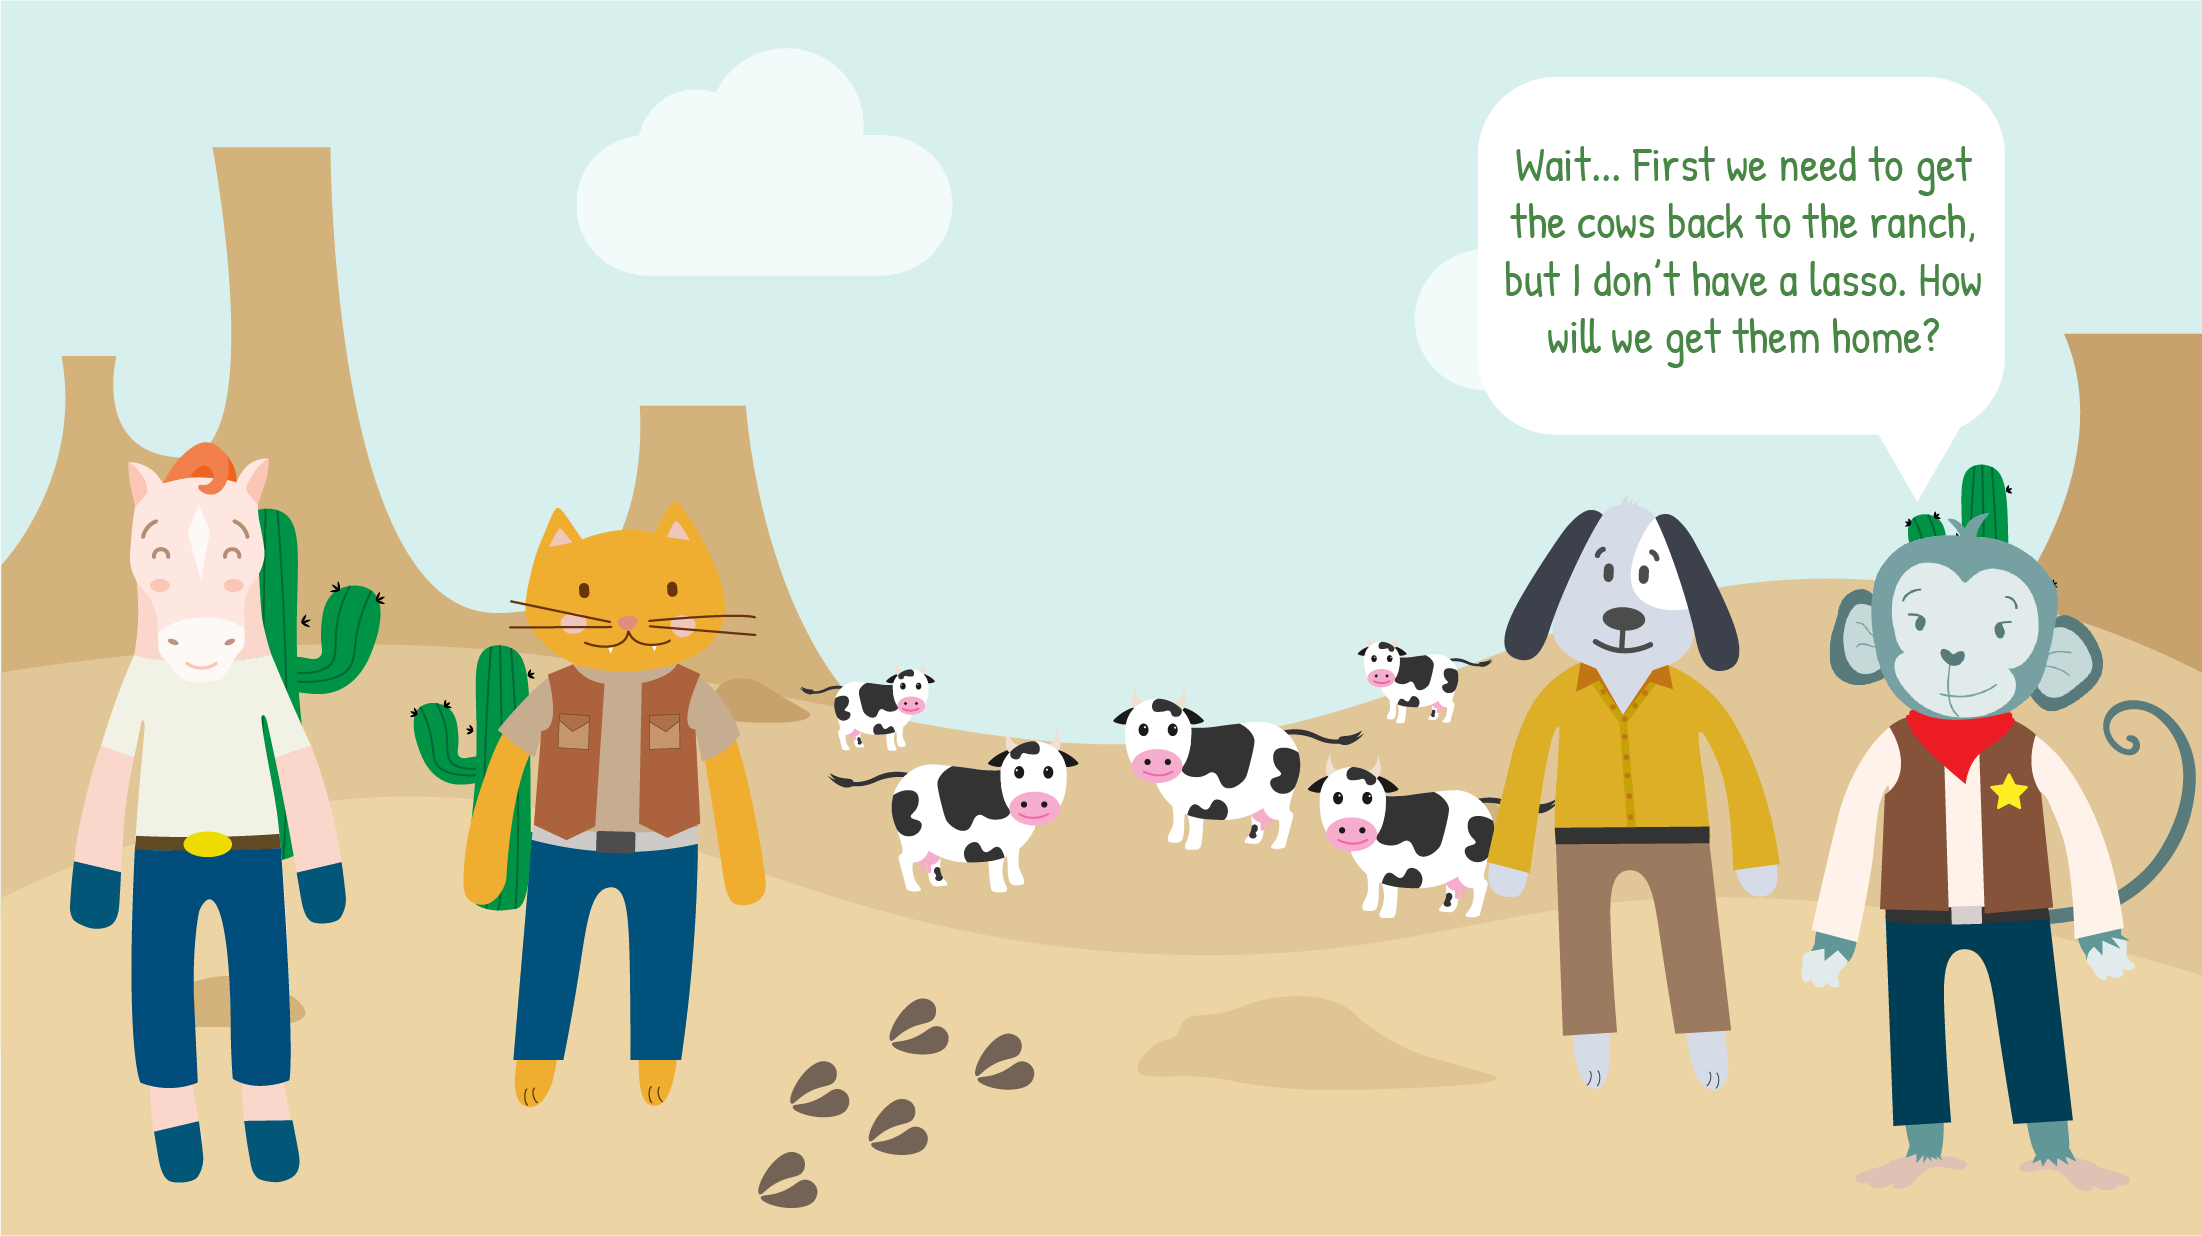 Wait... First we need to get
the cows back to the ranch,
but I don't have a lasso. How
will we get them home?